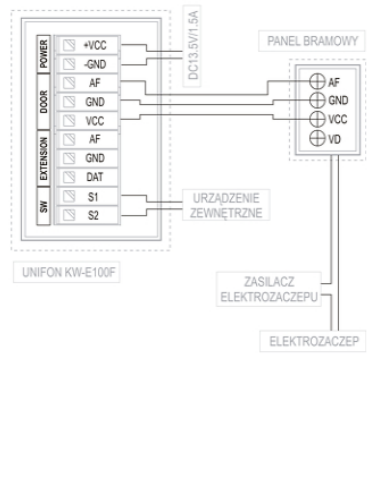 POWER
+VCC
-GND
DC13.5V/1.5A
DOOR
AF
GND
VCC
EXTENSION
AF
GND
DAT
SW
S1
S2
PANEL BRAMOWY
AF
GND
VCC
VD
URZĄDZENIE
ZEWNĘTRZNE
UNIFON KW-E100F
ZASILACZ
ELEKTROZACZEPU
ELEKTROZACZEP